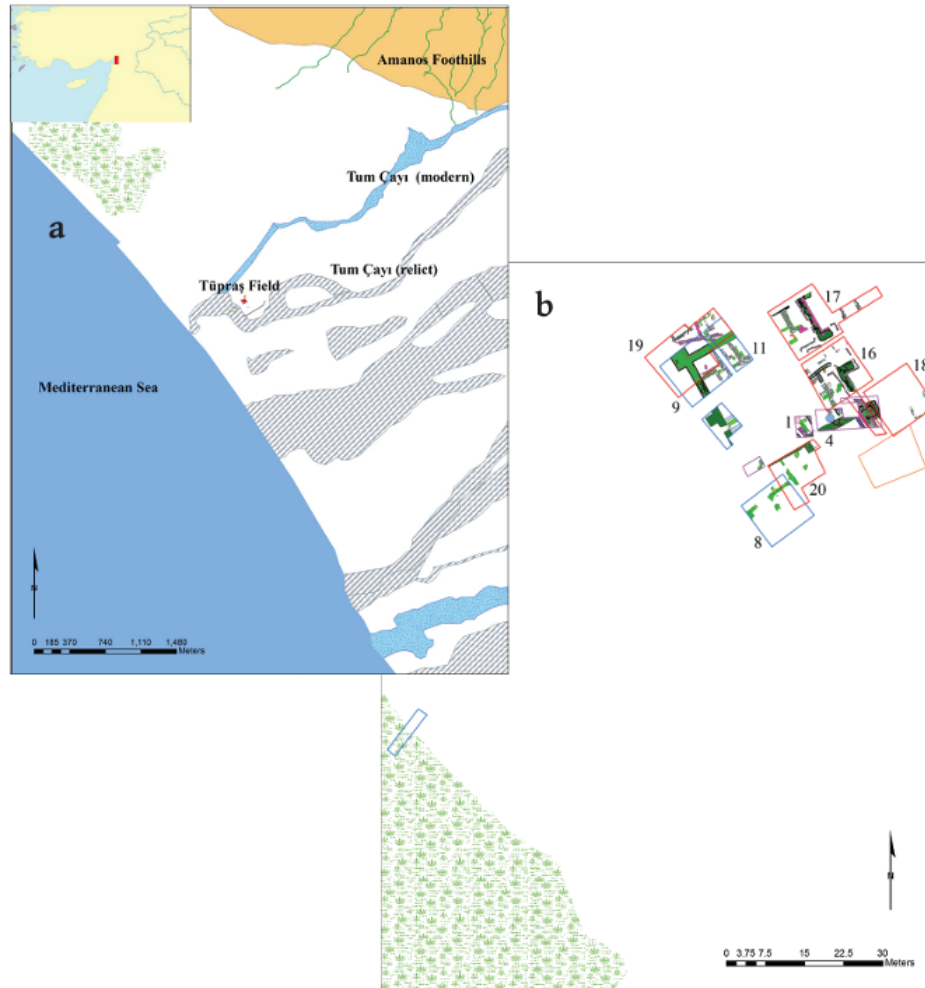 Amanos Foothills
Tum Çayı (modern)
a
Tum Çayı (relict)
Tüpraş Field
Mediterranean Sea
N
0 185 370 740 1,110 1,480
Meters
b
17
19
11
16
18
9
1
4
20
8
N
0 3.75 7.5 15 22.5 30
Meters